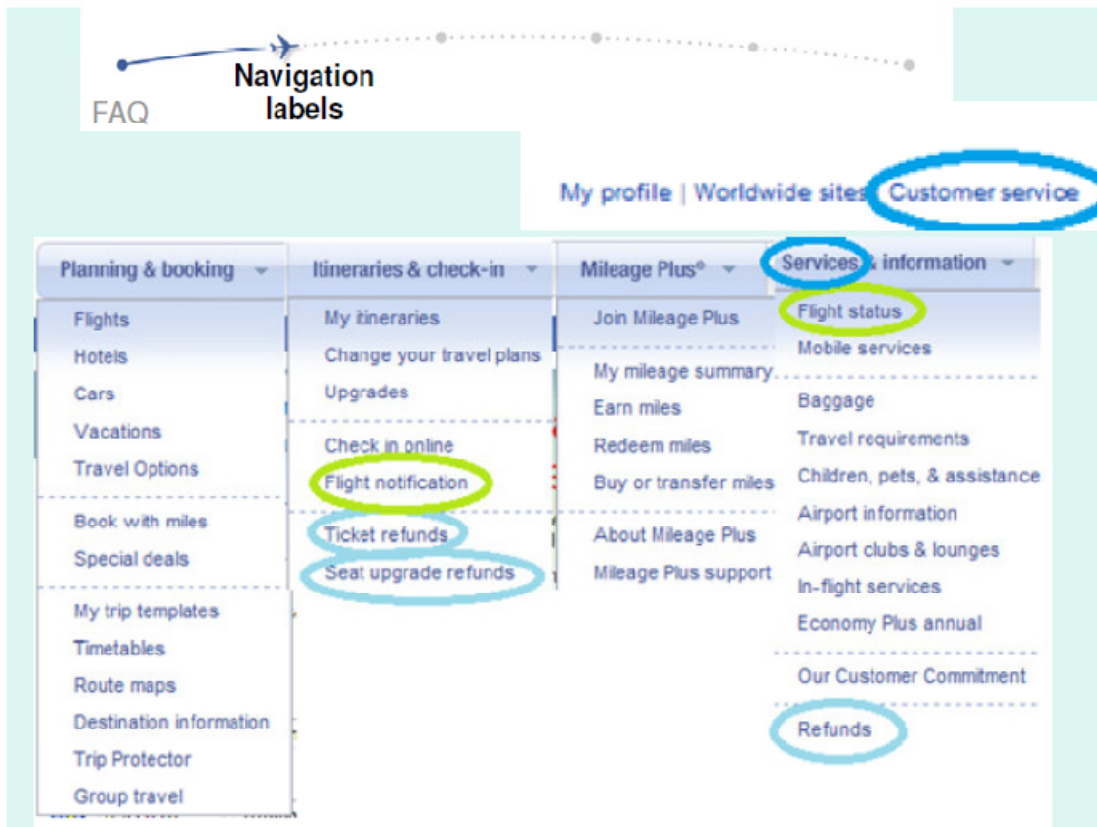 Navigation
labels
FAQ
My profile | Worldwide sites Customer service
Planning & booking
Flights
Hotels
Cars
Vacations
Travel Options
Book with miles
Special deals
My trip templates
Timetables
Route maps
Destination information
Trip Protector
Group travel
Itineraries & check-in
My itineraries
Change your travel plans
Upgrades
Check in online
Flight notification
Ticket refunds
Seat upgrade refunds
Mileage Plus®
Join Mileage Plus
My mileage summary
Earn miles
Redeem miles
Buy or transfer miles
About Mileage Plus
Mileage Plus support
Services & information
Flight status
Mobile services
Baggage
Travel requirements
Children, pets, & assistance
Airport information
Airport clubs & lounges
In-flight services
Economy Plus annual
Our Customer Commitment
Refunds